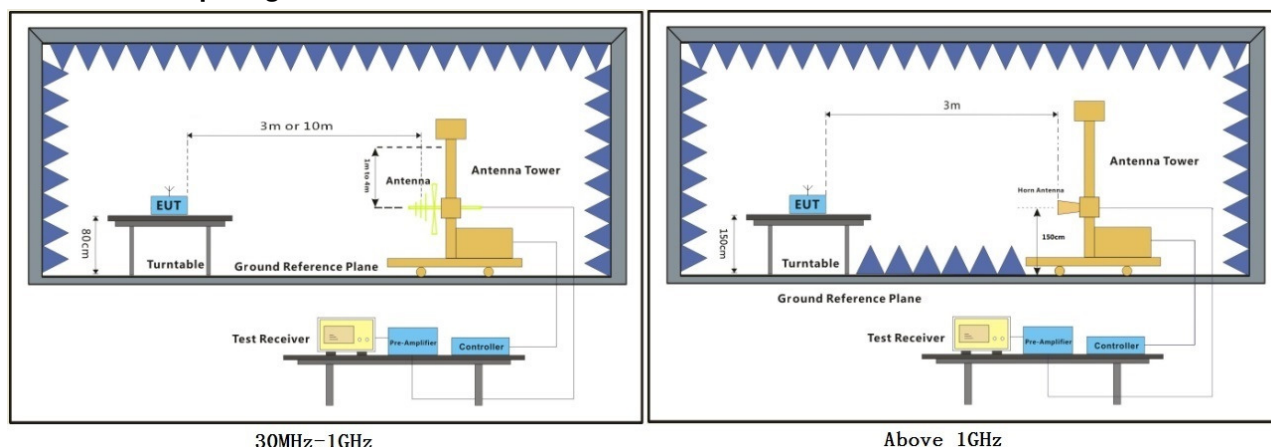 3m or 10m
1m to 4m
Antenna
Antenna Tower
EUT
80cm
Turntable
Ground Reference Plane
Test Receiver
Pre-Amplifier
Controller
30MHz-1GHz
3m
Antenna Tower
Horn Antenna
EUT
150cm
150cm
Turntable
Ground Reference Plane
Test Receiver
Pre-Amplifier
Controller
Above 1GHz